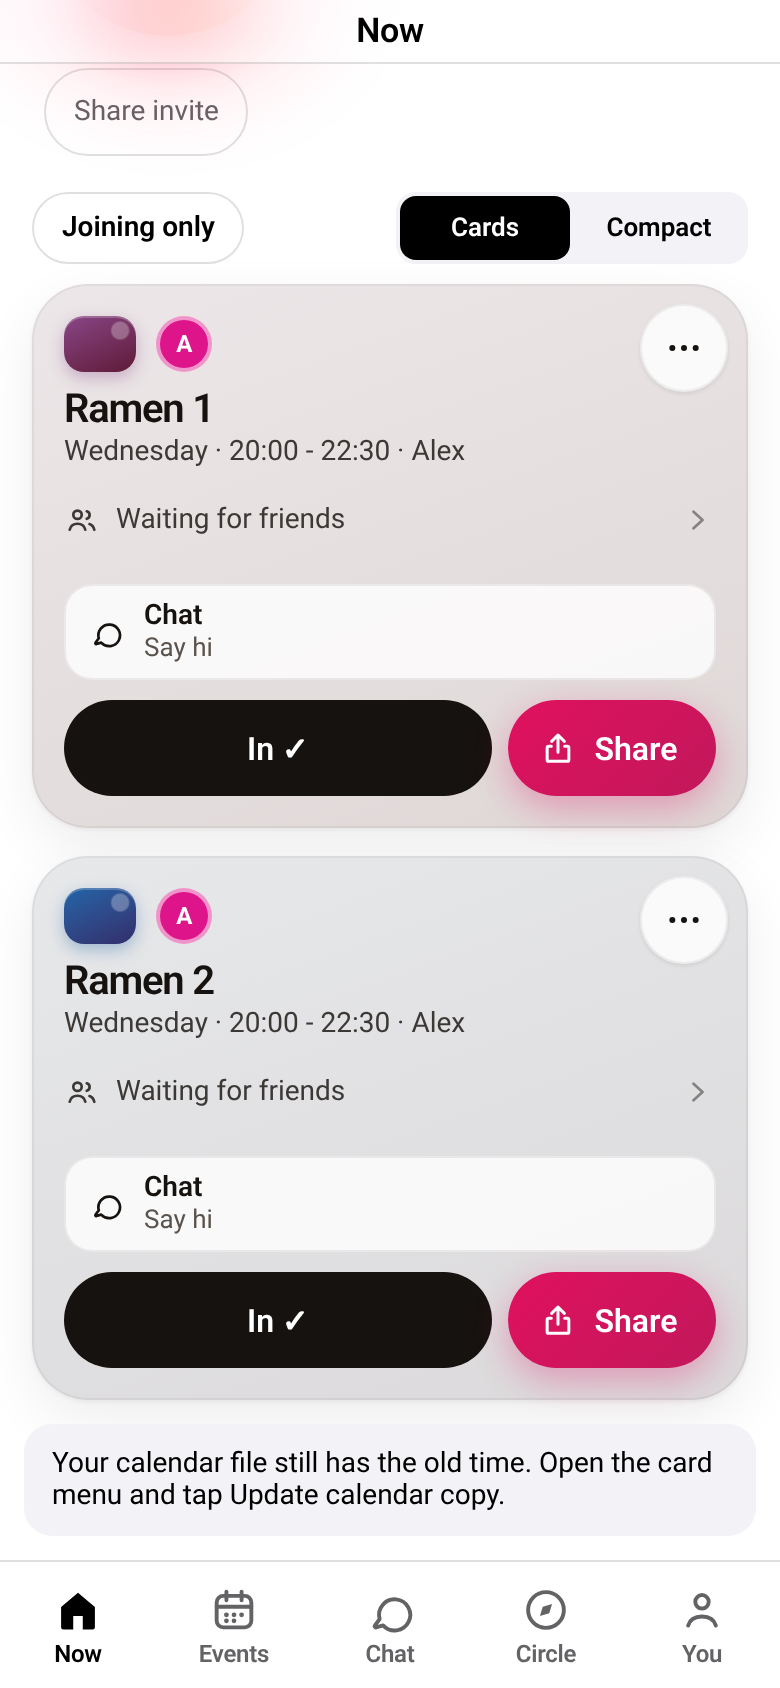 Now
Share invite
Joining only
Cards
Compact
A
Ramen 1
Wednesday · 20:00 - 22:30 · Alex
Waiting for friends
Chat
Say hi
In ✓
Share
A
Ramen 2
Wednesday · 20:00 - 22:30 · Alex
Waiting for friends
Chat
Say hi
In ✓
Share
Your calendar file still has the old time. Open the card
menu and tap Update calendar copy.
Now
Events
Chat
Circle
You